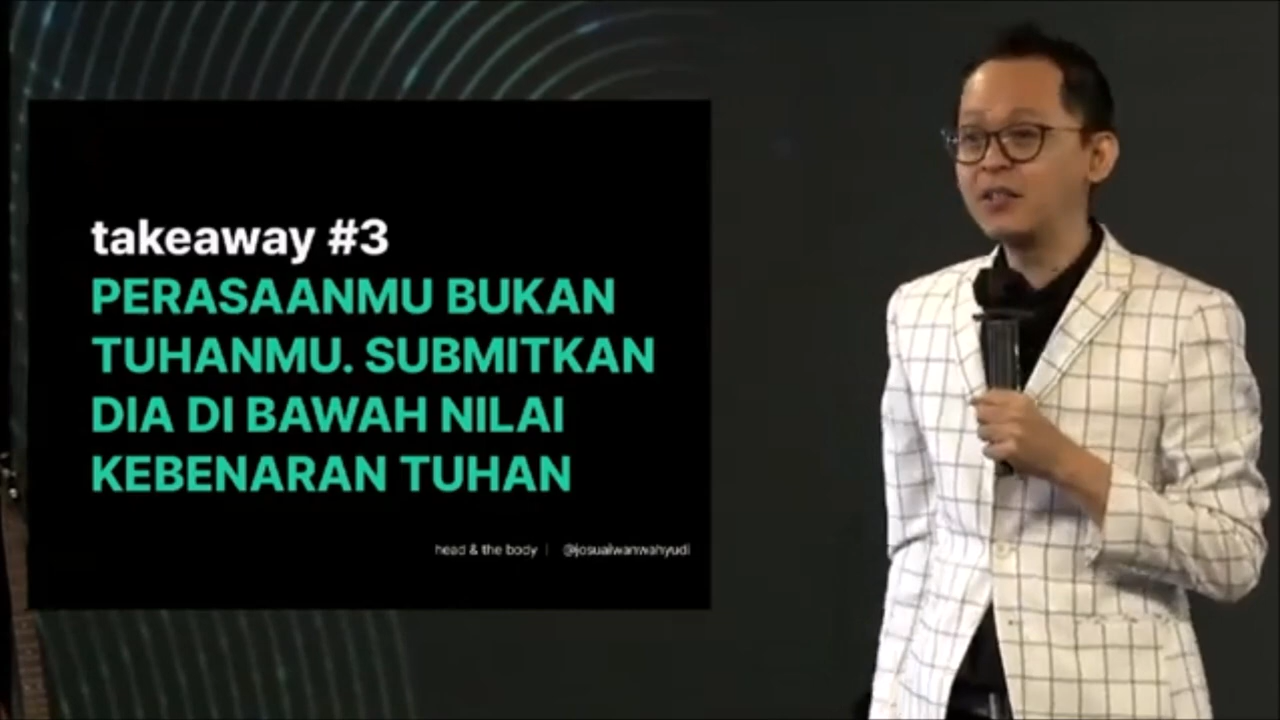 takeaway #3
PERASAANMU BUKAN
TUHANMU. SUBMITKAN
DIA DI BAWAH NILAI
KEBENARAN TUHAN
head & the body | @josuaiwanwahyudi